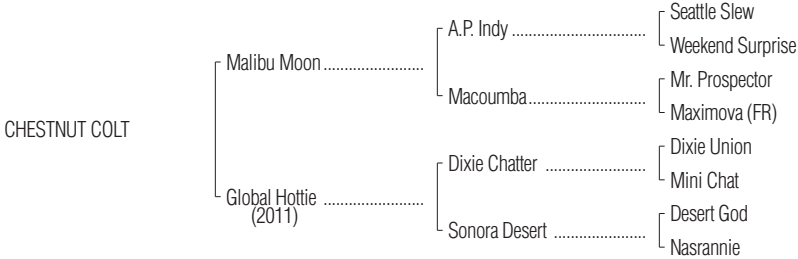 Seattle Slew
A.P. Indy ..............................
Weekend Surprise
Malibu Moon .......................
Mr. Prospector
Macoumba ..........................
Maximova (FR)
CHESTNUT COLT
Dixie Union
Dixie Chatter ......................
Mini Chat
Global Hottie .......................
(2011)
Desert God
Sonora Desert ....................
Nasrannie